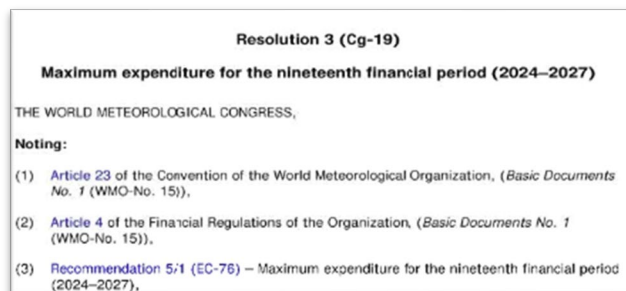 Resolution 3 (Cg-19)
Maximum expenditure for the nineteenth financial period (2024–2027)
THE WORLD METEOROLOGICAL CONGRESS,
Noting:
(1) Article 23 of the Convention of the World Meteorological Organization, (Basic Documents
No. 1 (WMO-No. 15)),
(2) Article 4 of the Financial Regulations of the Organization, (Basic Documents No. 1
(WMO-No. 15)),
(3) Recommendation 5/1 (EC-76) – Maximum expenditure for the nineteenth financial period
(2024–2027),